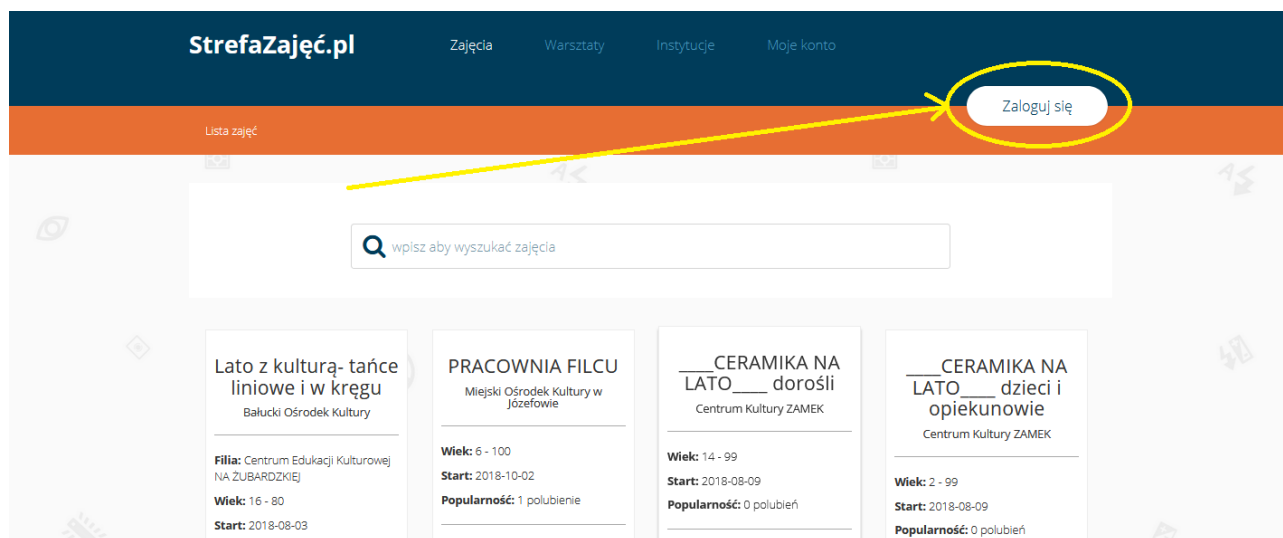 StrefaZajęć.pl
Zajęcia
Warsztaty
Instytucje
Moje konto
Zaloguj się
Lista zajęć
wpisz aby wyszukać zajęcia
Lato z kulturą- tańce
liniowe i w kręgu
Bałucki Ośrodek Kultury
Filia: Centrum Edukacji Kulturowej
NA ŻUBARDZKIEJ
Wiek: 16 - 80
Start: 2018-08-03
PRACOWNIA FILCU
Miejski Ośrodek Kultury w
Józefowie
Wiek: 6 - 100
Start: 2018-10-02
Popularność: 1 polubienie
____CERAMIKA NA
LATO____ dorośli
Centrum Kultury ZAMEK
Wiek: 14 - 99
Start: 2018-08-09
Popularność: 0 polubień
____CERAMIKA NA
LATO____ dzieci i
opiekunowie
Centrum Kultury ZAMEK
Wiek: 2 - 99
Start: 2018-08-09
Popularność: 0 polubień